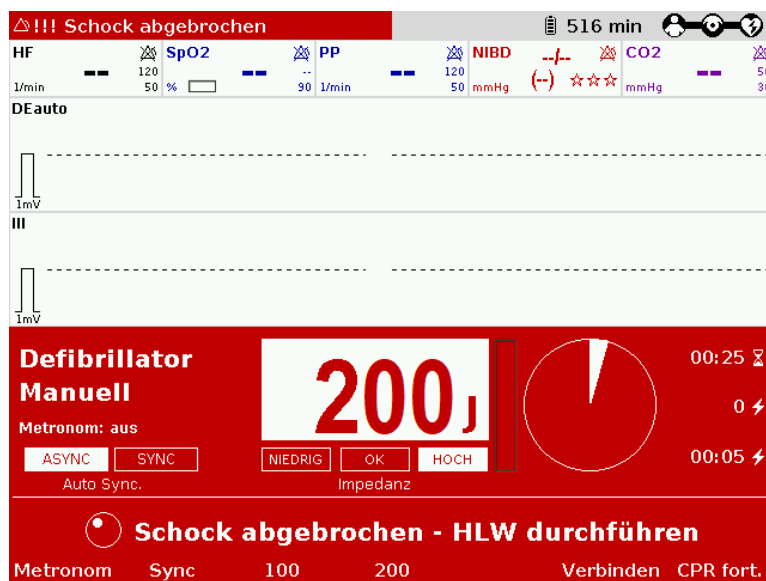 !!! Schock abgebrochen 516 min
HF SpO2 PP NIBD --/-- CO2
-- 120 -- -- -- 120 (--) --
1/min 50 % 90 1/min 50 mmHg mmHg
DEauto
1mV
III
1mV
Defibrillator
Manuell
Metronom: aus
ASYNC SYNC
Auto Sync.
200J
NIEDRIG OK HOCH
Impedanz
00:25
0
00:05
Schock abgebrochen - HLW durchführen
Metronom Sync 100 200 Verbinden CPR fort.